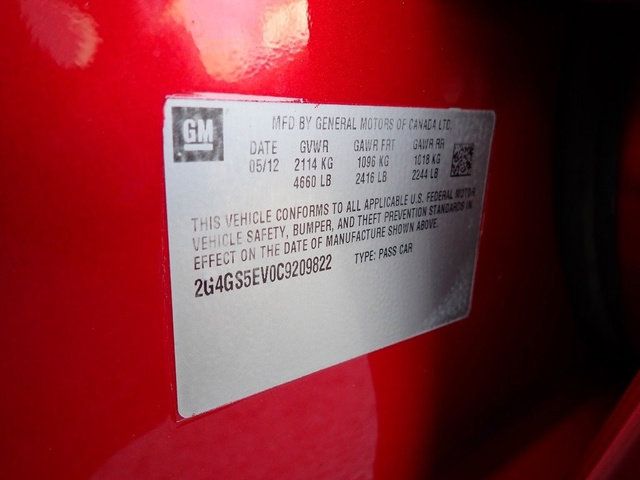 GM
MFD BY GENERAL MOTORS OF CANADA LTD.
DATE GVWR GAWR FRT GAWR RR
05/12 2114 KG 1096 KG 1018 KG
4660 LB 2416 LB 2244 LB
THIS VEHICLE CONFORMS TO ALL APPLICABLE U.S. FEDERAL MOTOR
VEHICLE SAFETY, BUMPER, AND THEFT PREVENTION STANDARDS IN
EFFECT ON THE DATE OF MANUFACTURE SHOWN ABOVE.
2G4GS5EV0C9209822 TYPE: PASS CAR